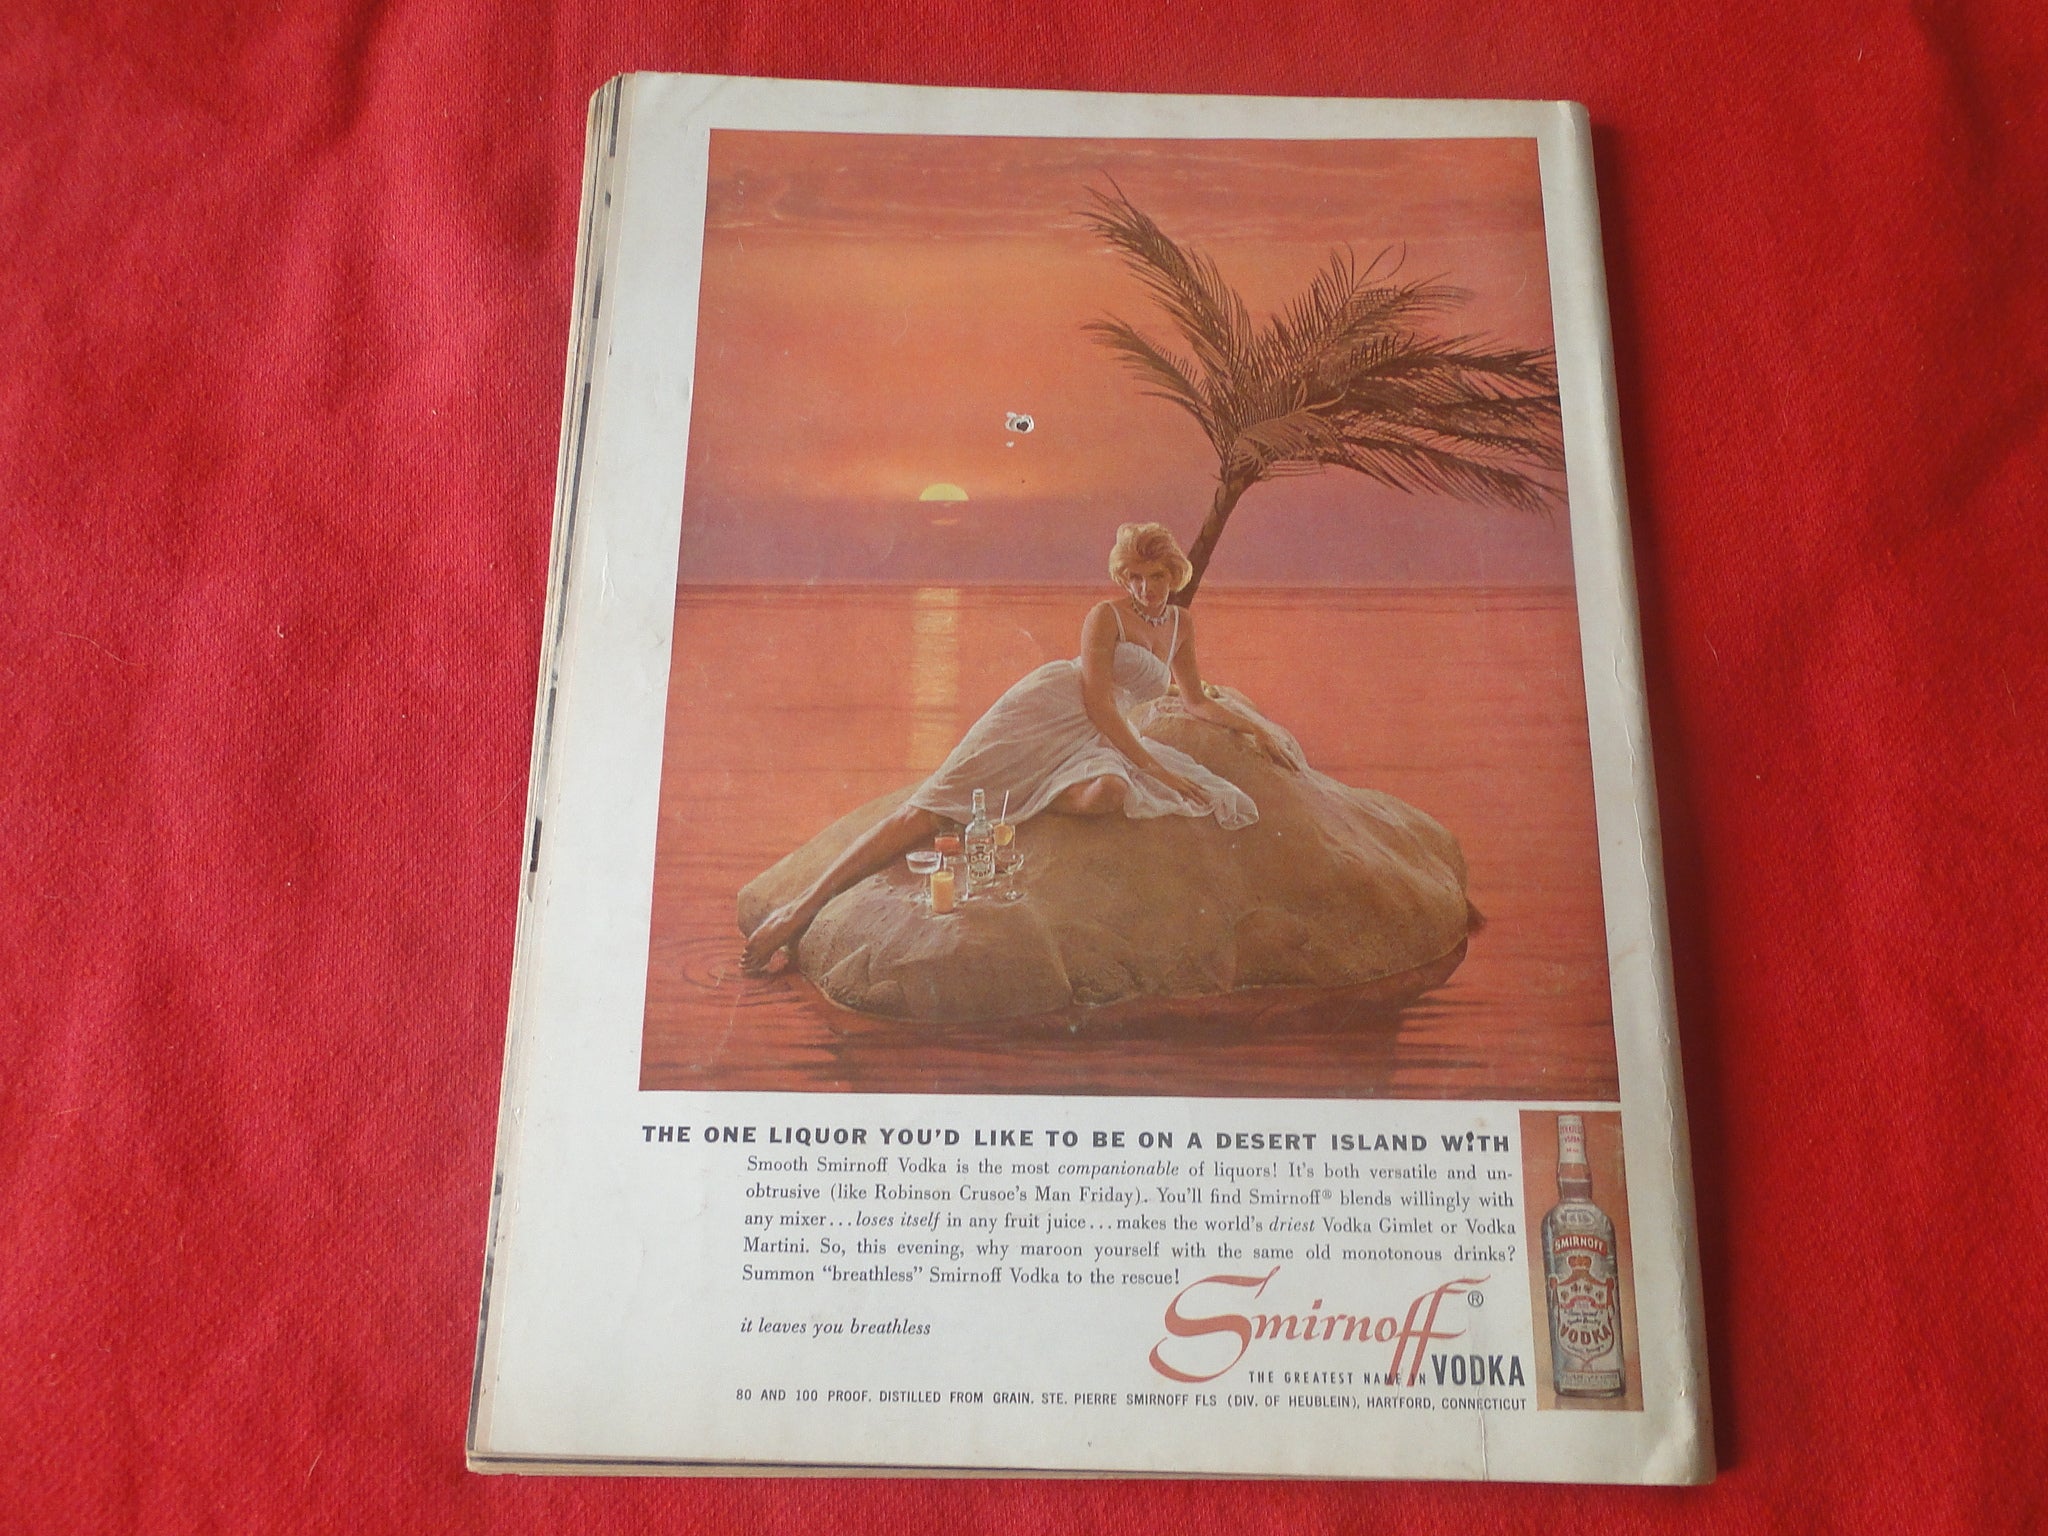 THE ONE LIQUOR YOU'D LIKE TO BE ON A DESERT ISLAND WITH
Smooth Smirnoff Vodka is the most companionable of liquors! It's both versatile and un-
obtrusive (like Robinson Crusoe's Man Friday). You'll find Smirnoff® blends willingly with
any mixer...loses itself in any fruit juice...makes the world's driest Vodka Gimlet or Vodka
Martini. So, this evening, why maroon yourself with the same old monotonous drinks?
Summon “breathless” Smirnoff Vodka to the rescue!
it leaves you breathless
Smirnoff®
THE GREATEST NAME IN VODKA
80 AND 100 PROOF. DISTILLED FROM GRAIN. STE. PIERRE SMIRNOFF FLS (DIV. OF HEUBLEIN), HARTFORD, CONNECTICUT
SMIRNOFF
VODKA